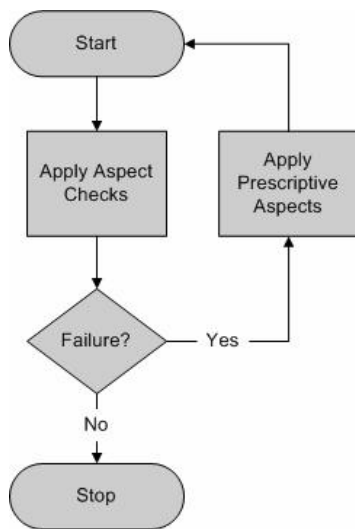 Start
Apply Aspect
Checks
Apply
Prescriptive
Aspects
Failure?
Yes
No
Stop